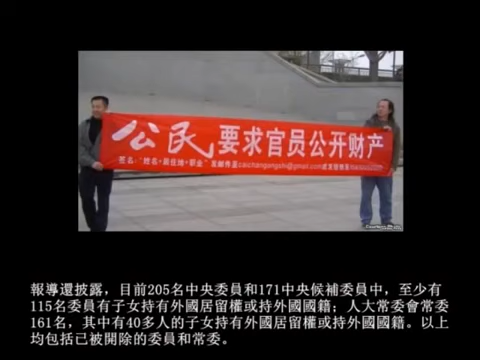 公民要求官员公开财产
报導還披露，目前205名中央委員和171中央候補委員中，至少有
115名委員有子女持有外國居留權或持外國國籍；人大常委會常委
161名，其中有40多人的子女持有外國居留權或持外國國籍。以上
均包括已被開除的委員和常委。